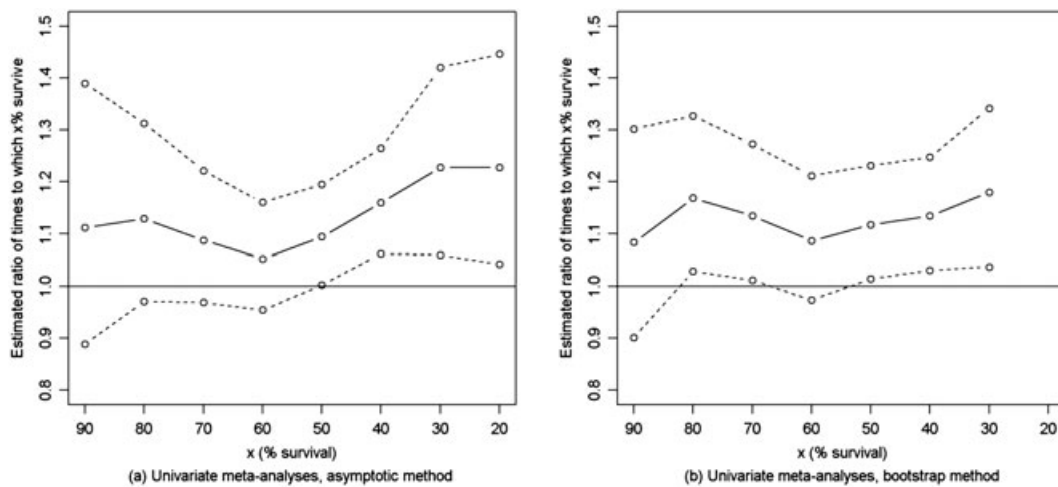 Estimated ratio of times to which x% survive
1.5
1.4
1.3
1.2
1.1
1.0
0.9
0.8
90 80 70 60 50 40 30 20
x (% survival)
(a) Univariate meta-analyses, asymptotic method
Estimated ratio of times to which x% survive
1.5
1.4
1.3
1.2
1.1
1.0
0.9
0.8
90 80 70 60 50 40 30 20
x (% survival)
(b) Univariate meta-analyses, bootstrap method